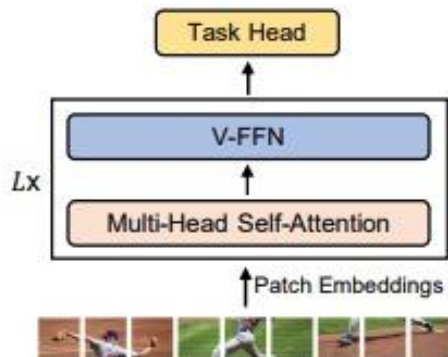 Task Head
V-FFN
Lx
Multi-Head Self-Attention
Patch Embeddings